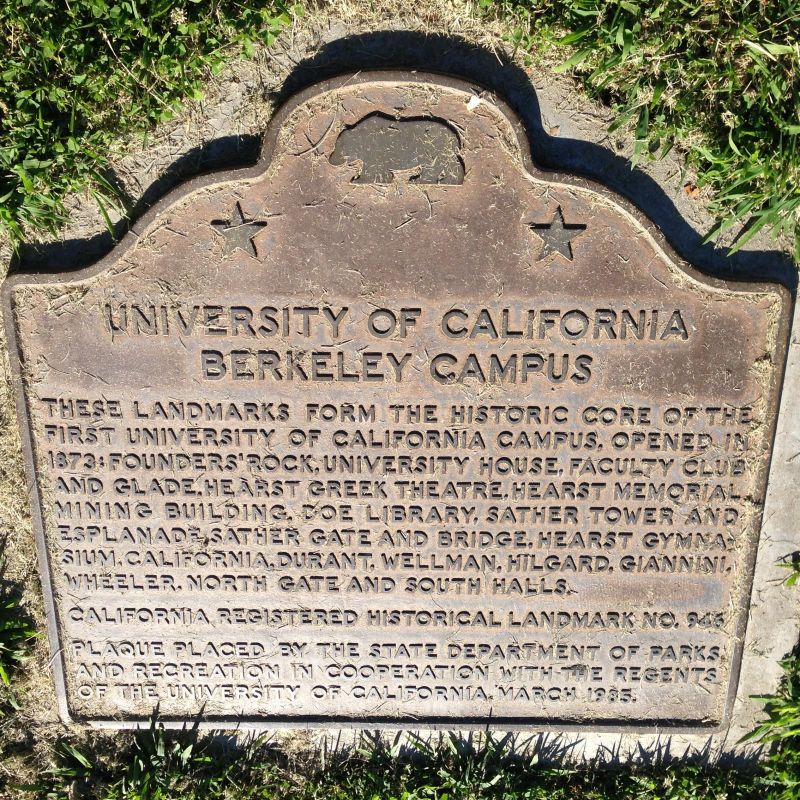 UNIVERSITY OF CALIFORNIA
BERKELEY CAMPUS
THESE LANDMARKS FORM THE HISTORIC CORE OF THE
FIRST UNIVERSITY OF CALIFORNIA CAMPUS, OPENED IN
1873: FOUNDERS' ROCK, UNIVERSITY HOUSE, FACULTY CLUB
AND GLADE, HEARST GREEK THEATRE, HEARST MEMORIAL
MINING BUILDING, DOE LIBRARY, SATHER TOWER AND
ESPLANADE, SATHER GATE AND BRIDGE, HEARST GYMNA-
SIUM, CALIFORNIA, DURANT, WELLMAN, HILGARD, GIANNINI,
WHEELER, NORTH GATE AND SOUTH HALLS.
CALIFORNIA REGISTERED HISTORICAL LANDMARK NO. 946
PLAQUE PLACED BY THE STATE DEPARTMENT OF PARKS
AND RECREATION IN COOPERATION WITH THE REGENTS
OF THE UNIVERSITY OF CALIFORNIA, MARCH 1985.